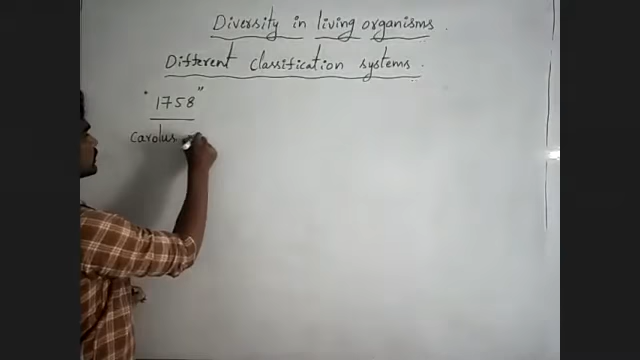 Diversity in living organisms.
Different classification systems.
"1758"
Carolus